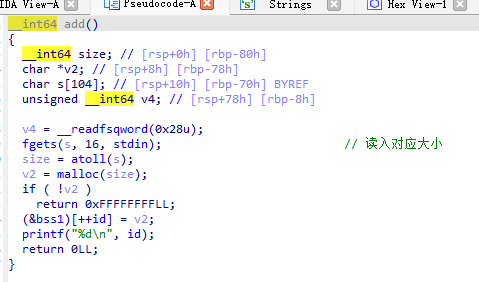 IDA View-A Pseudocode-A Strings Hex View-1
__int64 add()
{
__int64 size; // [rsp+0h] [rbp-80h]
char *v2; // [rsp+8h] [rbp-78h]
char s[104]; // [rsp+10h] [rbp-70h] BYREF
unsigned __int64 v4; // [rsp+78h] [rbp-8h]
v4 = __readfsqword(0x28u);
fgets(s, 16, stdin); // 读入对应大小
size = atoll(s);
v2 = malloc(size);
if ( !v2 )
return 0xFFFFFFFFLL;
(&bss1)[++id] = v2;
printf("%d\n", id);
return 0LL;
}